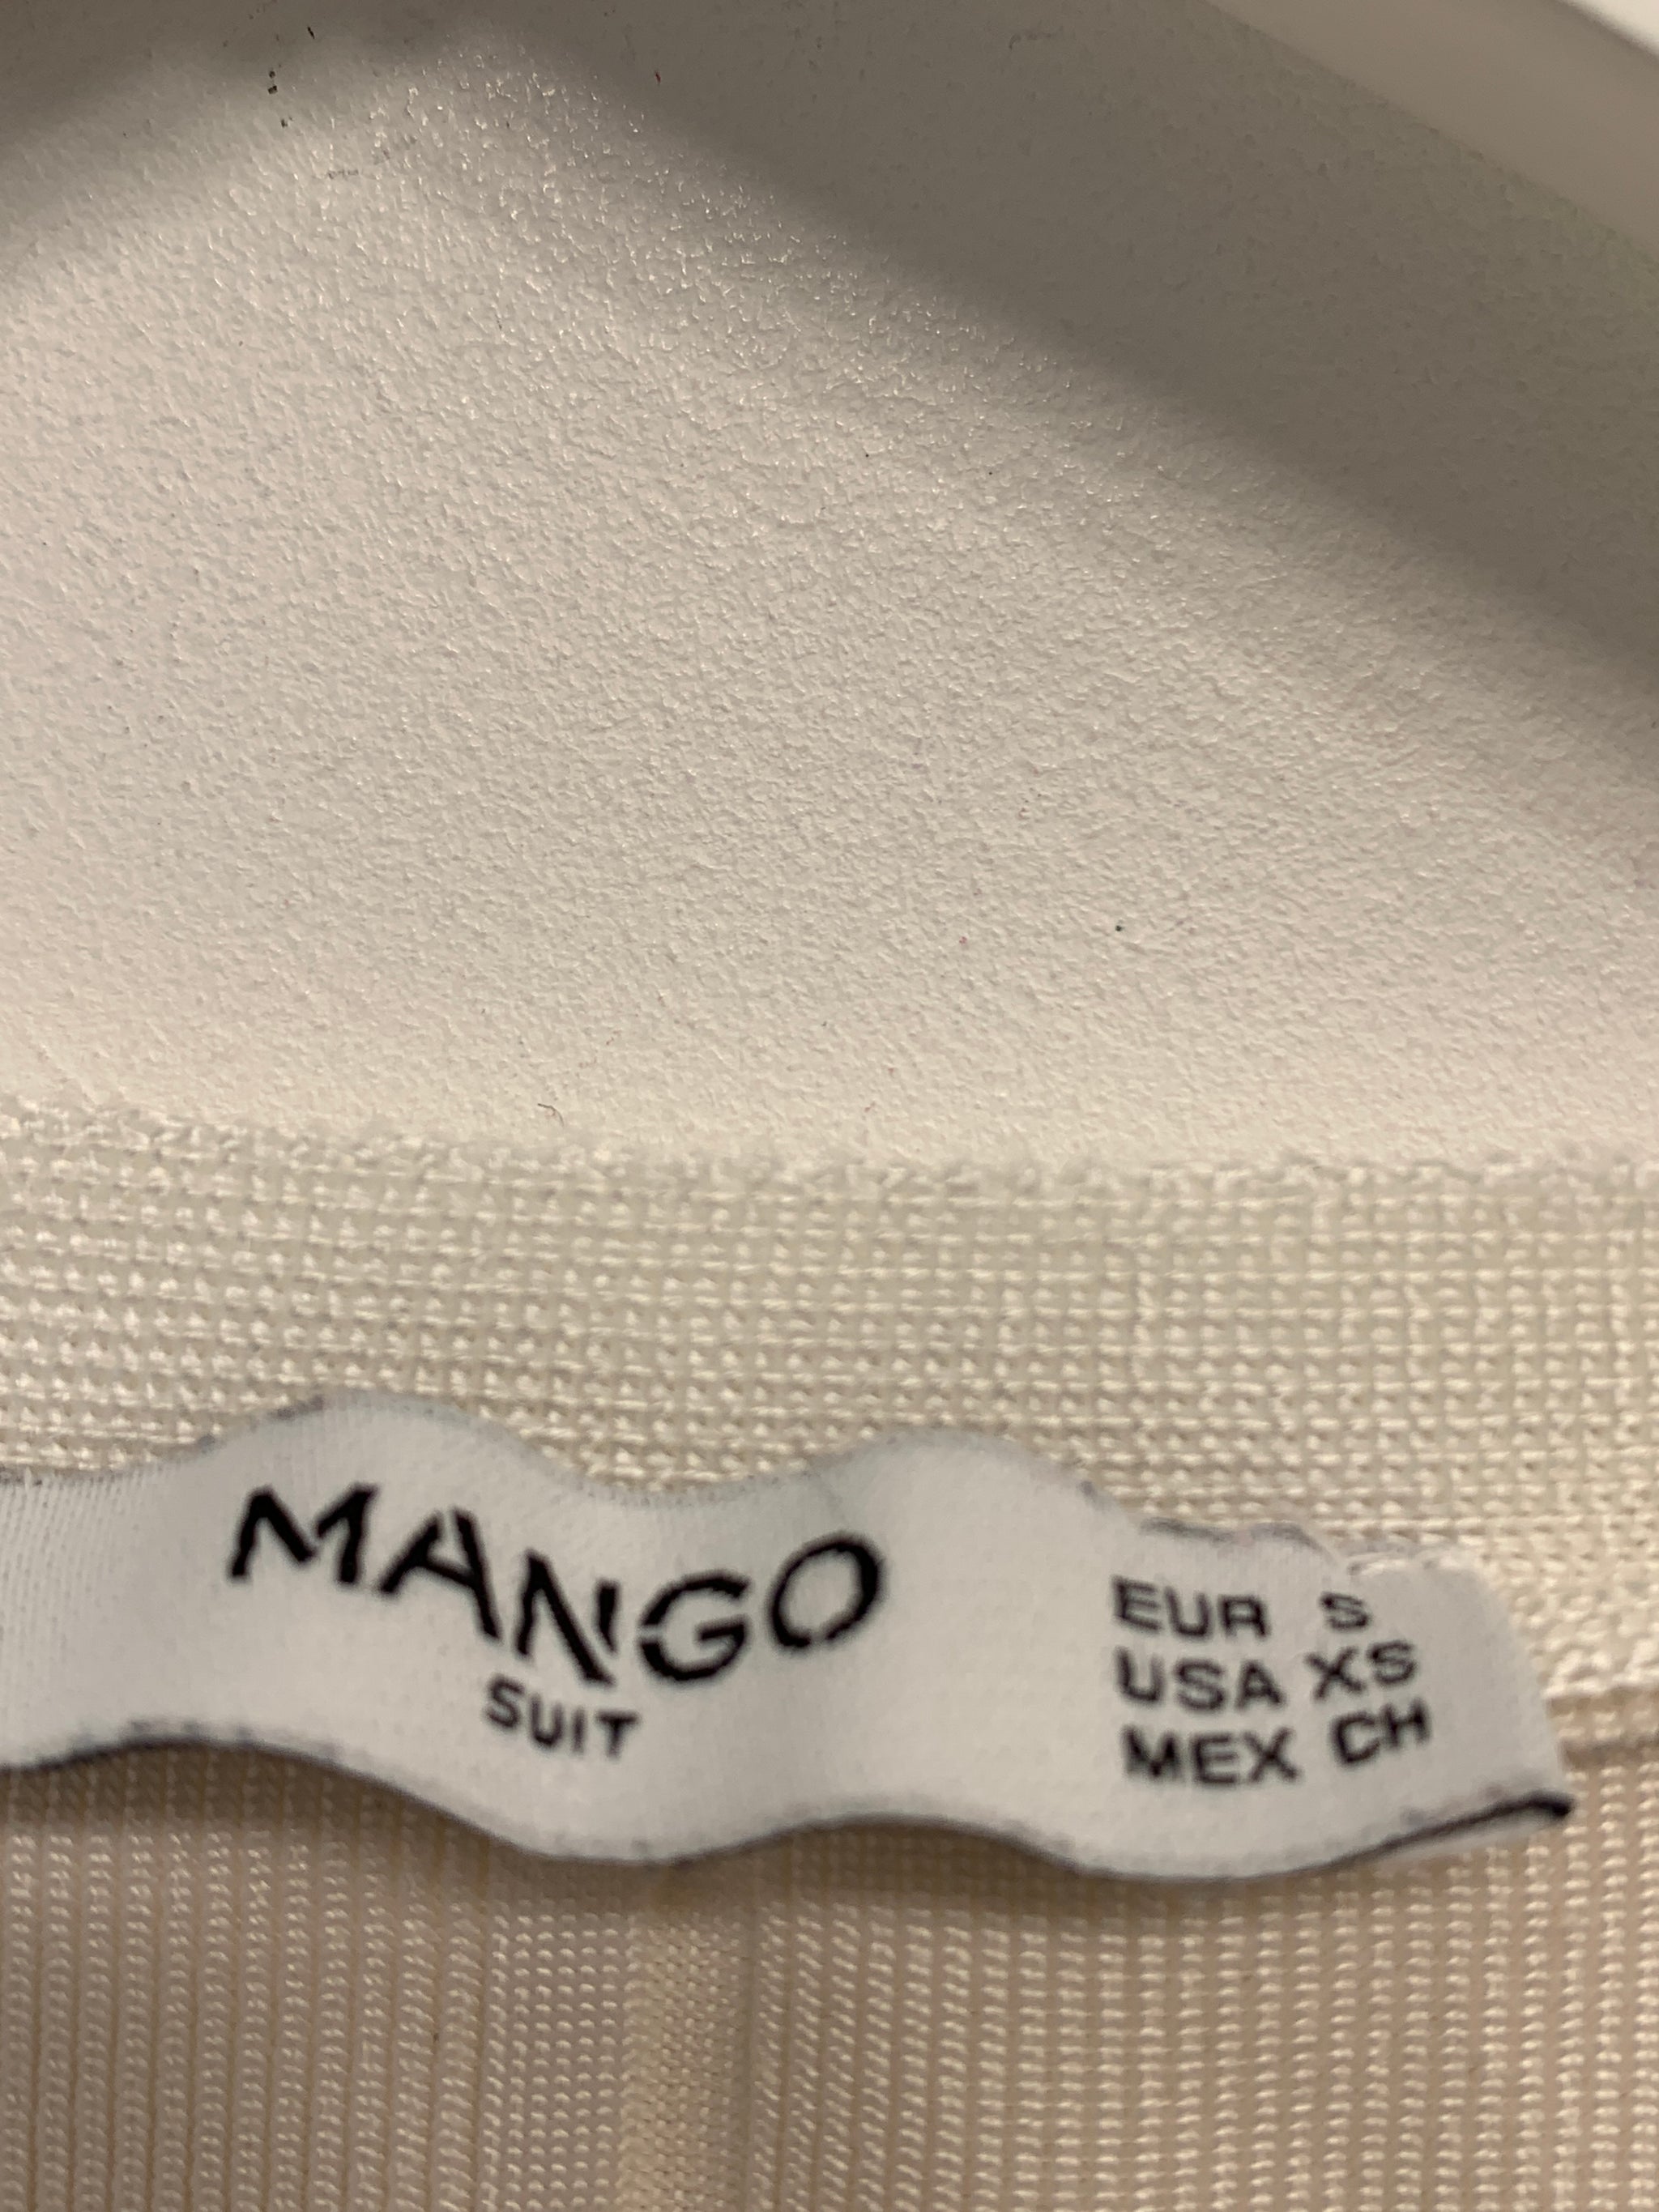 MANGO
SUIT
EUR S
USA XS
MEX CH